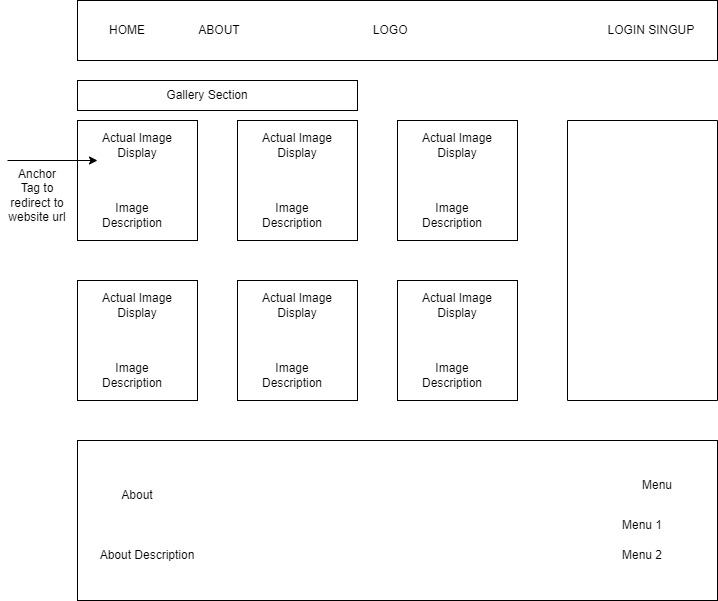 HOME ABOUT LOGO LOGIN SINGUP
Gallery Section
Anchor
Tag to
redirect to
website url
Actual Image
Display
Image
Description
Actual Image
Display
Image
Description
Actual Image
Display
Image
Description
Actual Image
Display
Image
Description
Actual Image
Display
Image
Description
Actual Image
Display
Image
Description
About
About Description
Menu
Menu 1
Menu 2